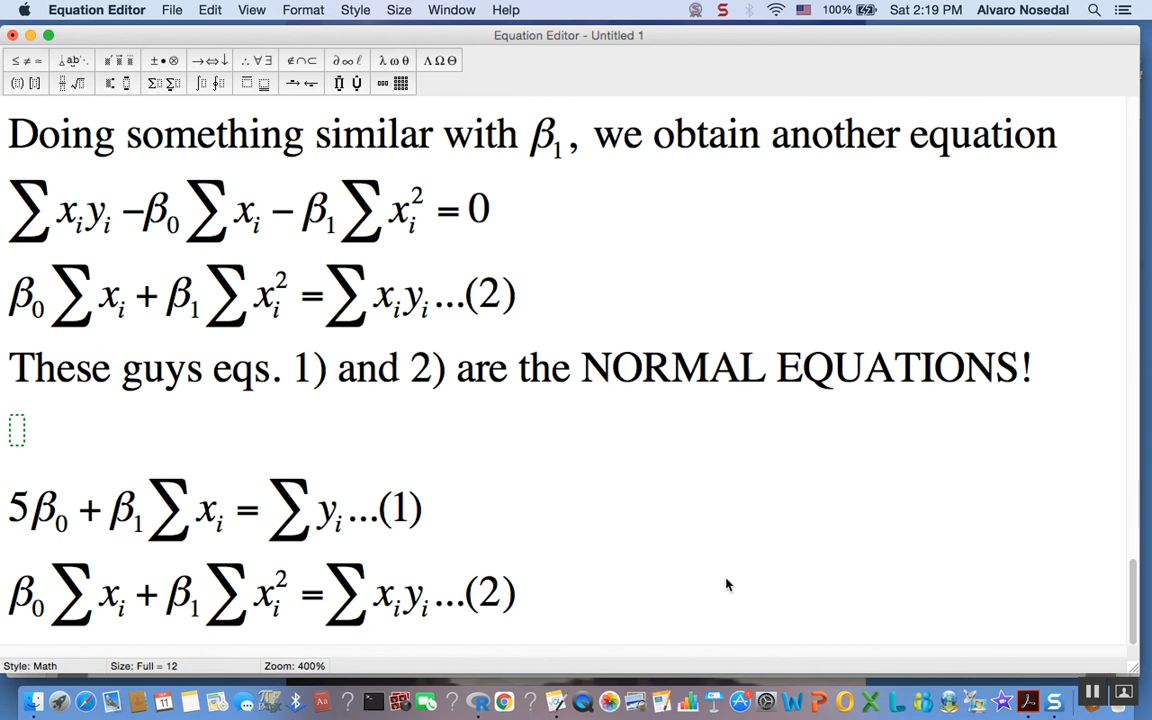 Equation Editor File Edit View Format Style Size Window Help 100% Sat 2:19 PM Alvaro Nosedal
Equation Editor - Untitled 1
Doing something similar with β₁, we obtain another equation
∑ xᵢyᵢ − β₀ ∑ xᵢ − β₁ ∑ xᵢ² = 0
β₀ ∑ xᵢ + β₁ ∑ xᵢ² = ∑ xᵢyᵢ...(2)
These guys eqs. 1) and 2) are the NORMAL EQUATIONS!
5β₀ + β₁ ∑ xᵢ = ∑ yᵢ...(1)
β₀ ∑ xᵢ + β₁ ∑ xᵢ² = ∑ xᵢyᵢ...(2)
Style: Math Size: Full = 12 Zoom: 400%